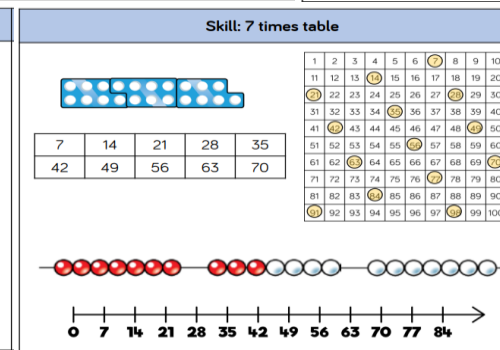 Skill: 7 times table
1 2 3 4 5 6 7 8 9 10
11 12 13 14 15 16 17 18 19 20
21 22 23 24 25 26 27 28 29 30
31 32 33 34 35 36 37 38 39 40
41 42 43 44 45 46 47 48 49 50
51 52 53 54 55 56 57 58 59 60
61 62 63 64 65 66 67 68 69 70
71 72 73 74 75 76 77 78 79 80
81 82 83 84 85 86 87 88 89 90
91 92 93 94 95 96 97 98 99 100
7 14 21 28 35
42 49 56 63 70
0 7 14 21 28 35 42 49 56 63 70 77 84